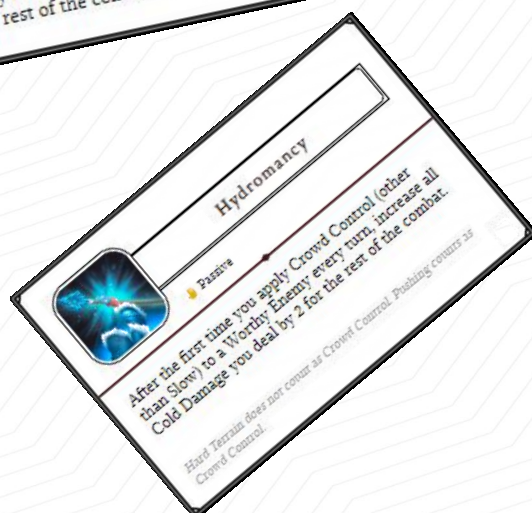 rest of the
Hydromancy
Passive
After the first time you apply Crowd Control (other
than Slow) to a Worthy Enemy every turn, increase all
Cold Damage you deal by 2 for the rest of the combat.
Hard Terrain does not count as Crowd Control. Pushing counts as
Crowd Control.